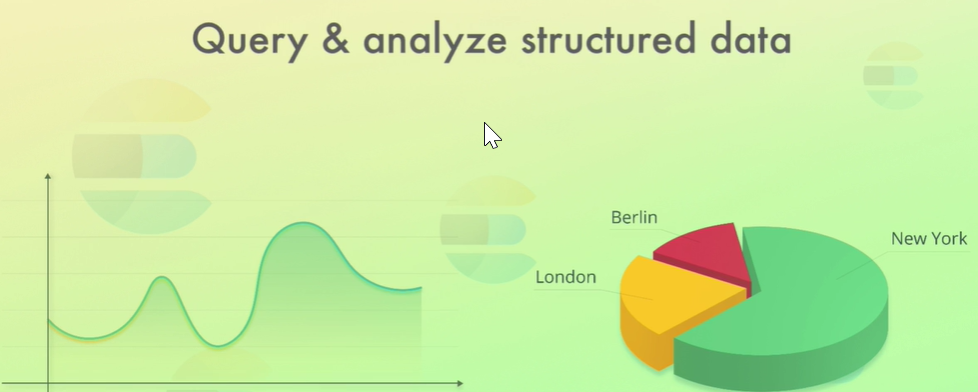 Query & analyze structured data
Berlin
New York
London